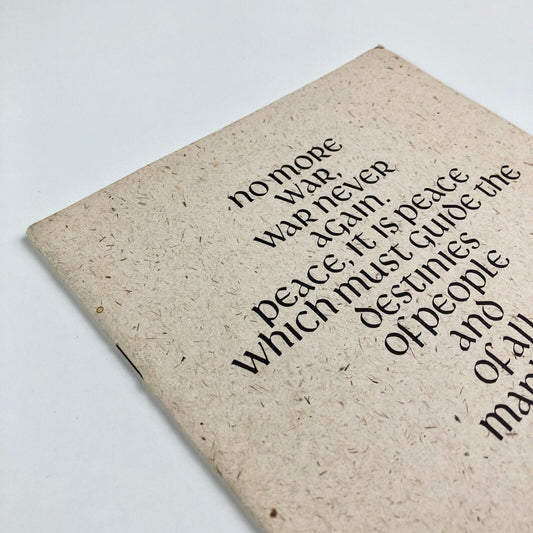 no more
war,
war never
again.
peace, it is peace
which must guide the
destinies
of people
and
of all